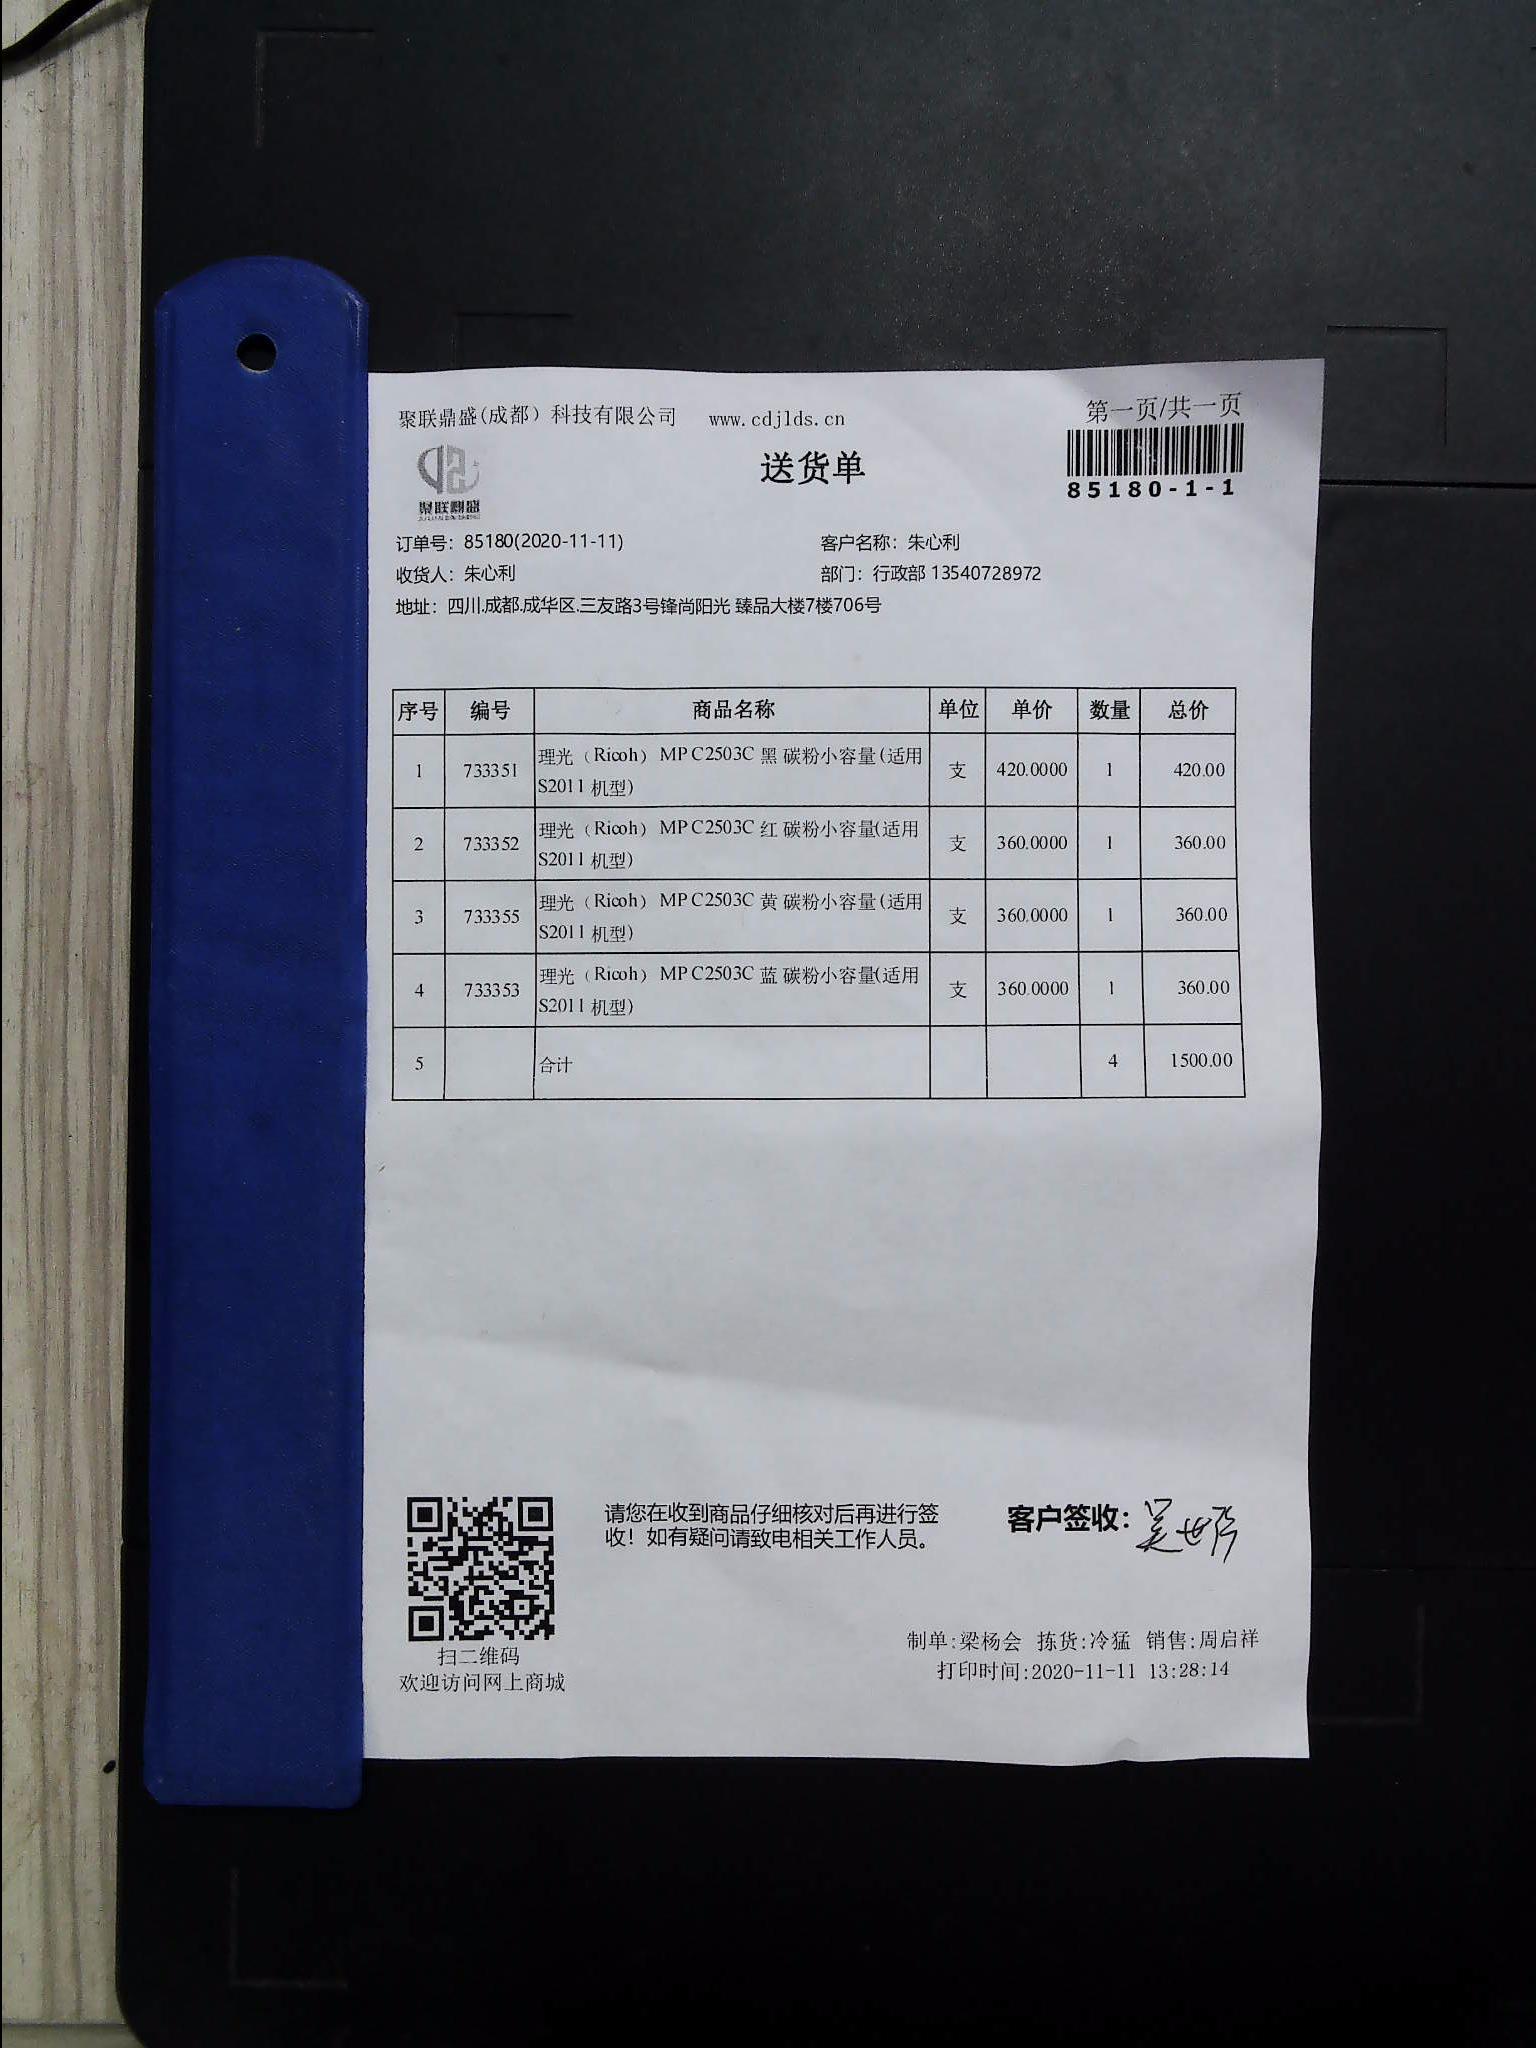 聚联鼎盛(成都）科技有限公司 www.cdjlds.cn
第一页/共一页
送货单
85180-1-1
聚联鼎盛
订单号：85180(2020-11-11) 客户名称：朱心利
收货人：朱心利 部门：行政部 13540728972
地址：四川.成都.成华区.三友路3号锋尚阳光 臻品大楼7楼706号
序号 编号 商品名称 单位 单价 数量 总价
1 733351 理光（Ricoh） MP C2503C 黑 碳粉小容量(适用 支 420.0000 1 420.00
S2011 机型)
2 733352 理光（Ricoh） MP C2503C 红 碳粉小容量(适用 支 360.0000 1 360.00
S2011 机型)
3 733355 理光（Ricoh） MP C2503C 黄 碳粉小容量(适用 支 360.0000 1 360.00
S2011 机型)
4 733353 理光（Ricoh） MP C2503C 蓝 碳粉小容量(适用 支 360.0000 1 360.00
S2011 机型)
5 合计 4 1500.00
请您在收到商品仔细核对后再进行签
收！如有疑问请致电相关工作人员。
客户签收：
扫二维码
欢迎访问网上商城
制单:梁杨会 拣货:冷猛 销售:周启祥
打印时间:2020-11-11 13:28:14